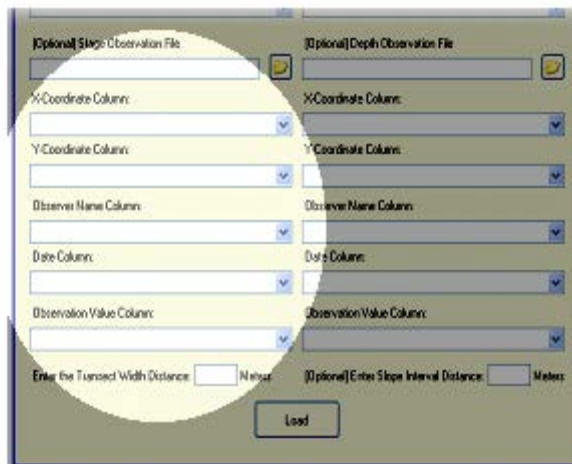 [Optional] Stage Observation File
[Optional] Depth Observation File
X-Coordinate Column:
X-Coordinate Column:
Y-Coordinate Column:
Y-Coordinate Column:
Observer Name Column:
Observer Name Column:
Date Column:
Date Column:
Observation Value Column:
Observation Value Column:
Enter the Transect Width Distance: Meters
[Optional] Enter Slope Interval Distance: Meters
Load